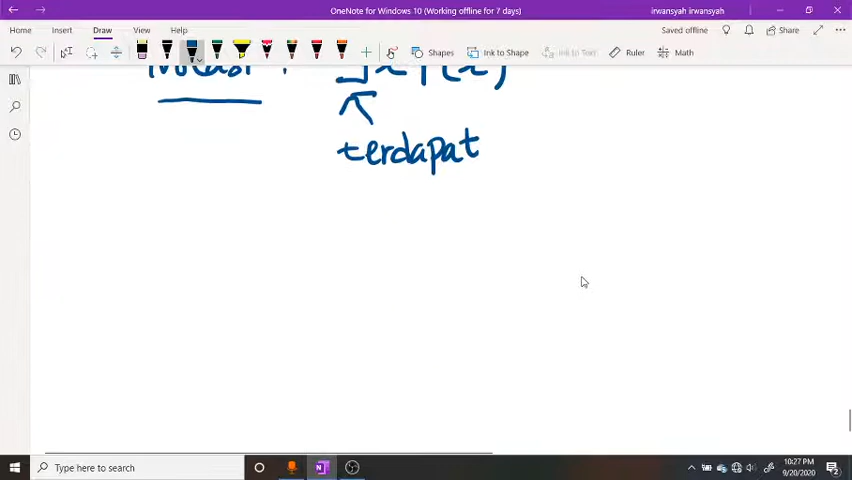 OneNote for Windows 10 (Working offline for 7 days)
irwansyah irwansyah
Home Insert Draw View Help
Saved offline Share
Shapes Ink to Shape Ink to Text Ruler Math
terdapat
Type here to search
10:27 PM
9/20/2020
2